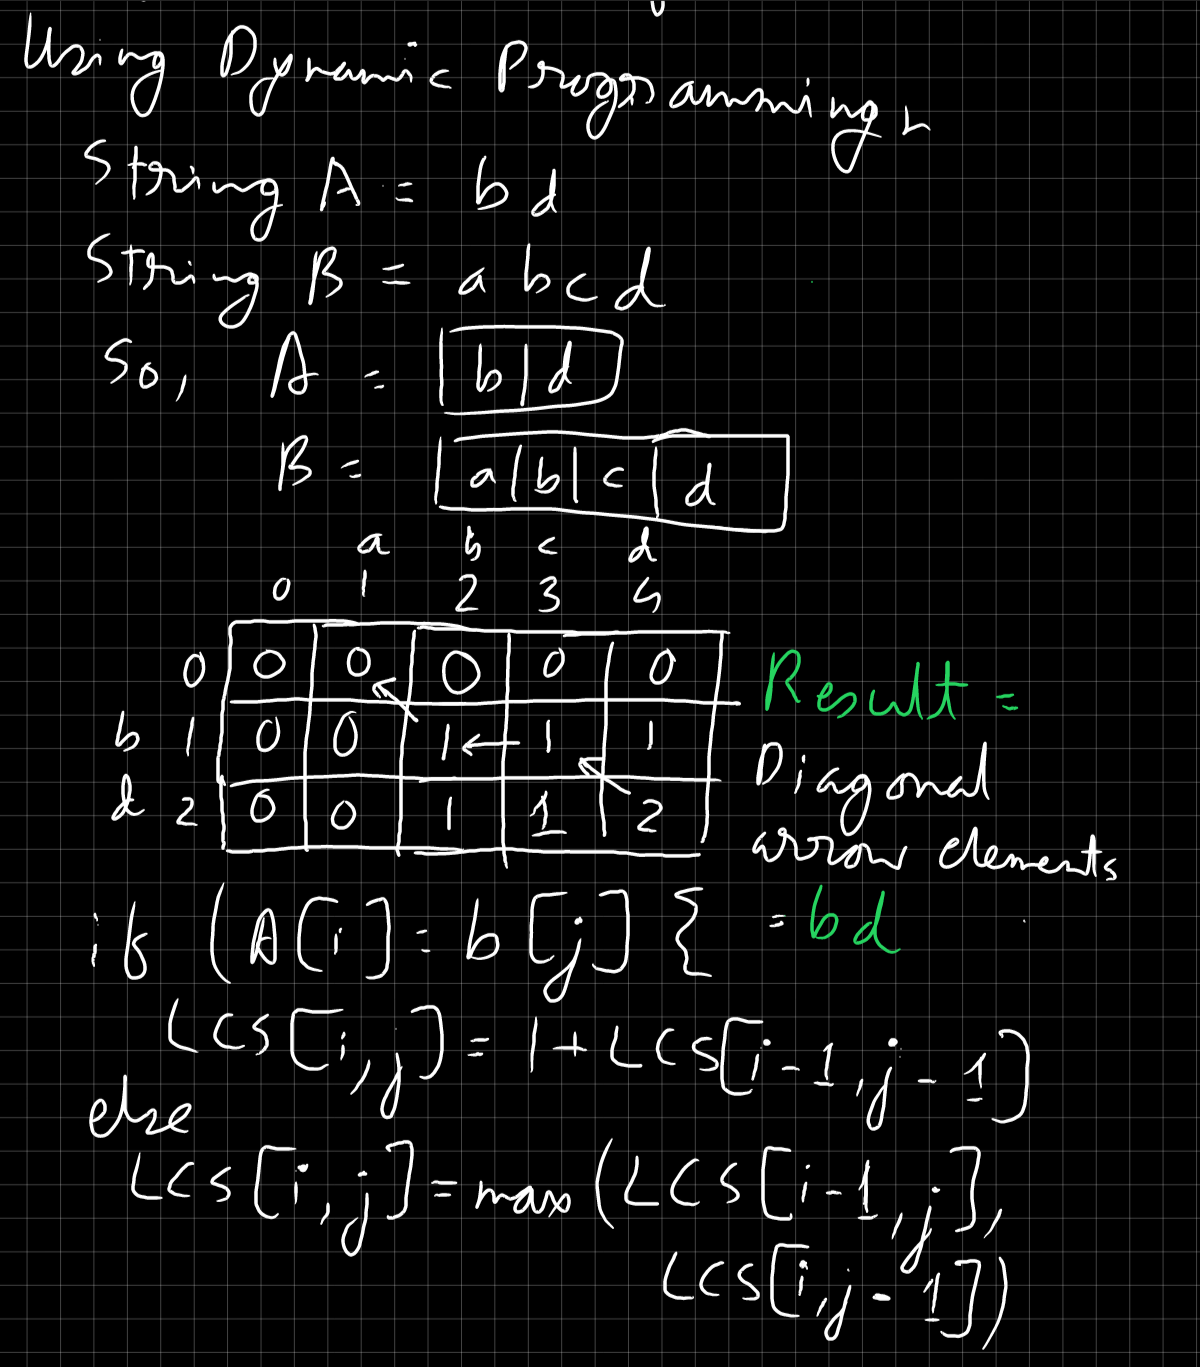 Using Dynamic Programming,
String A = bd
String B = abcd
So, A = b|d
B = a|b|c|d
a b c d
0 1 2 3 4
0 0 0 0 0 0
b 1 0 0 1 1 1
d 2 0 0 1 1 2
Result =
Diagonal
arrow elements
= bd
if (A[i] = b[j] {
LCS[i,j] = 1 + LCS[i-1,j-1]
else
LCS[i,j] = max(LCS[i-1,j],
LCS[i,j-1])